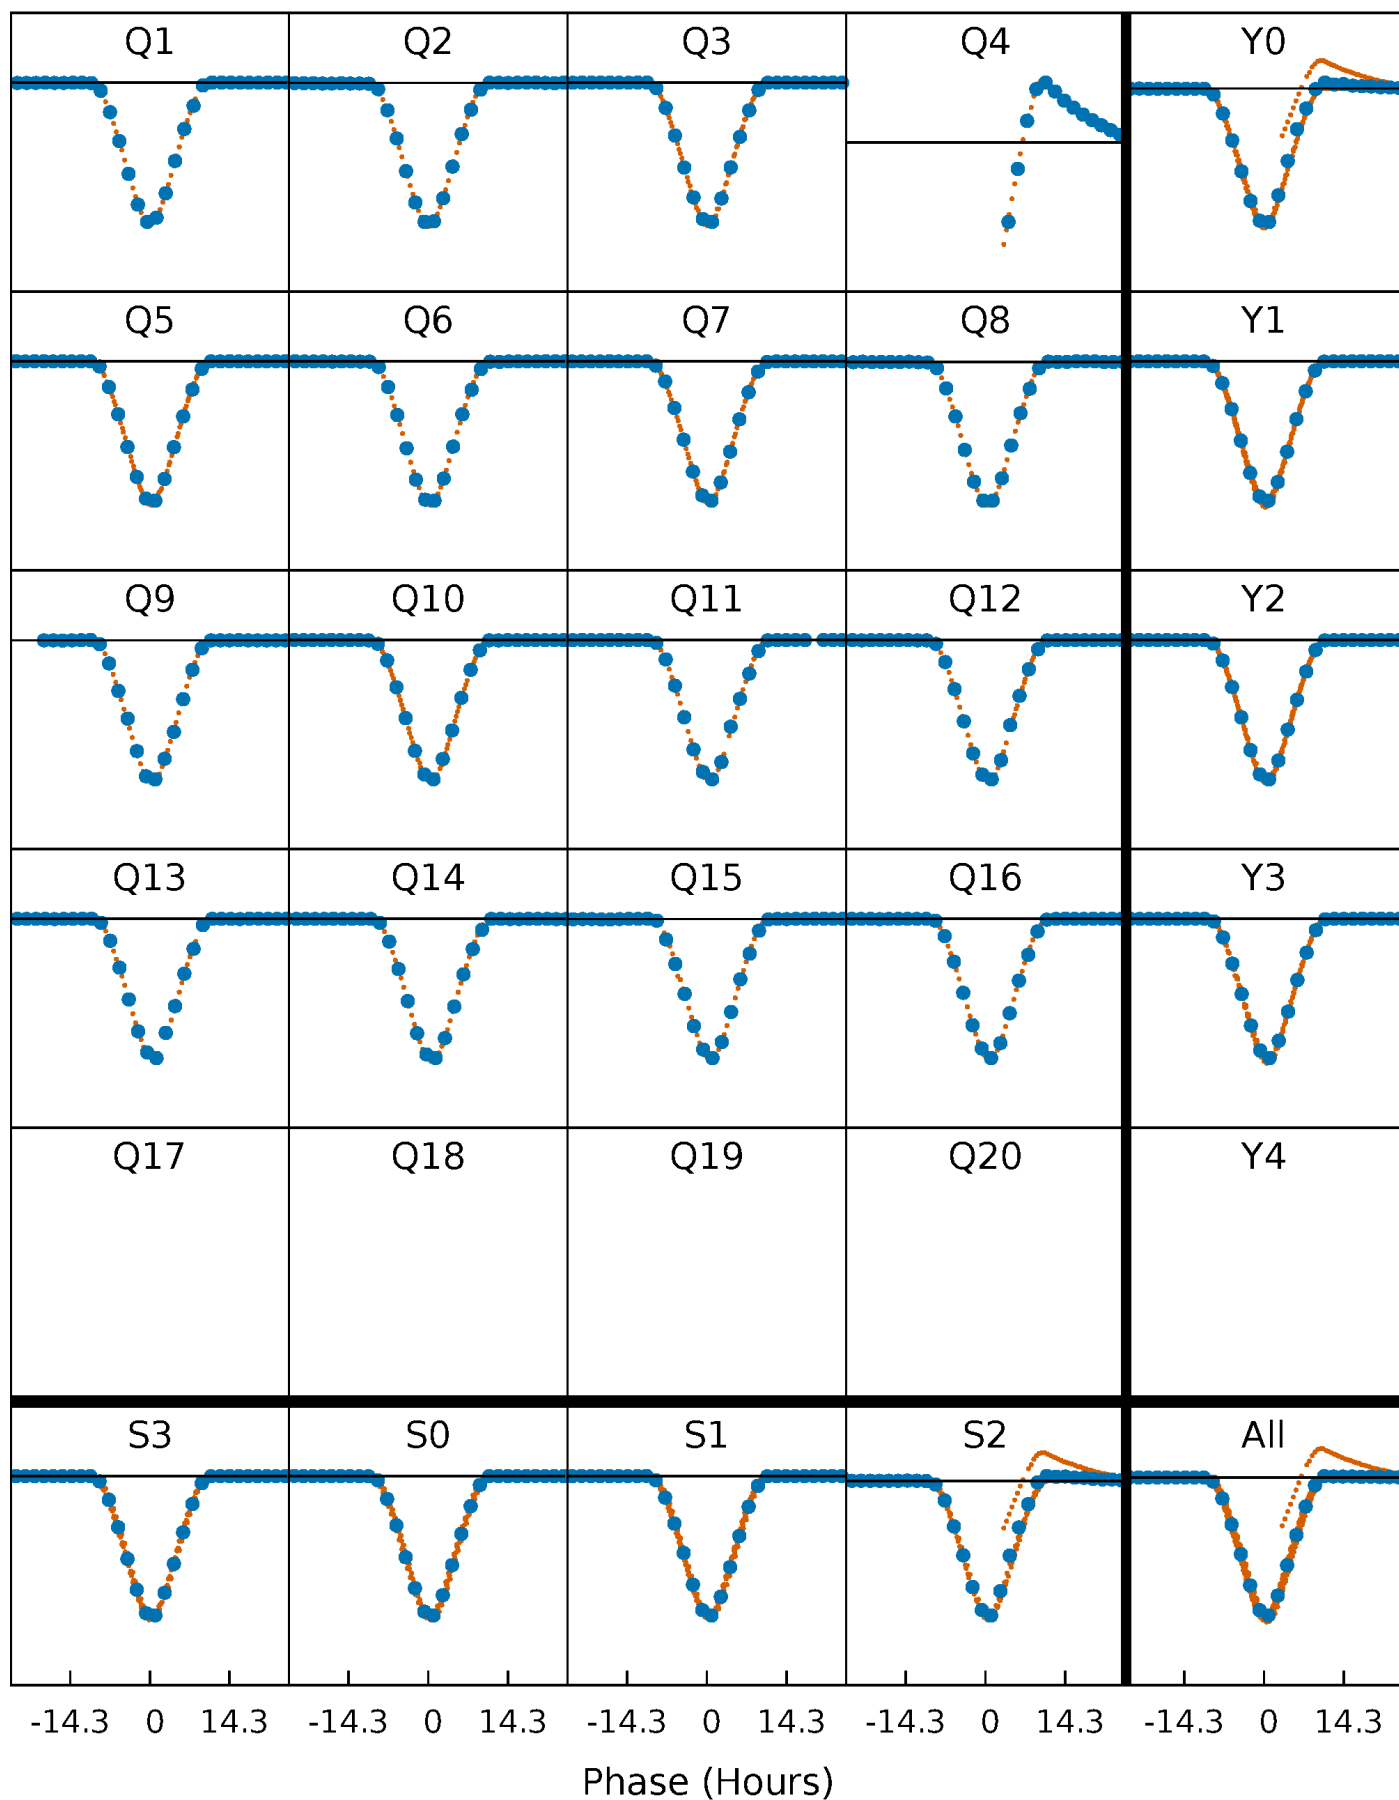 Q1 Q2 Q3 Q4 Y0
Q5 Q6 Q7 Q8 Y1
Q9 Q10 Q11 Q12 Y2
Q13 Q14 Q15 Q16 Y3
Q17 Q18 Q19 Q20 Y4
S3 S0 S1 S2 All
-14.3 0 14.3 -14.3 0 14.3 -14.3 0 14.3 -14.3 0 14.3 -14.3 0 14.3
Phase (Hours)